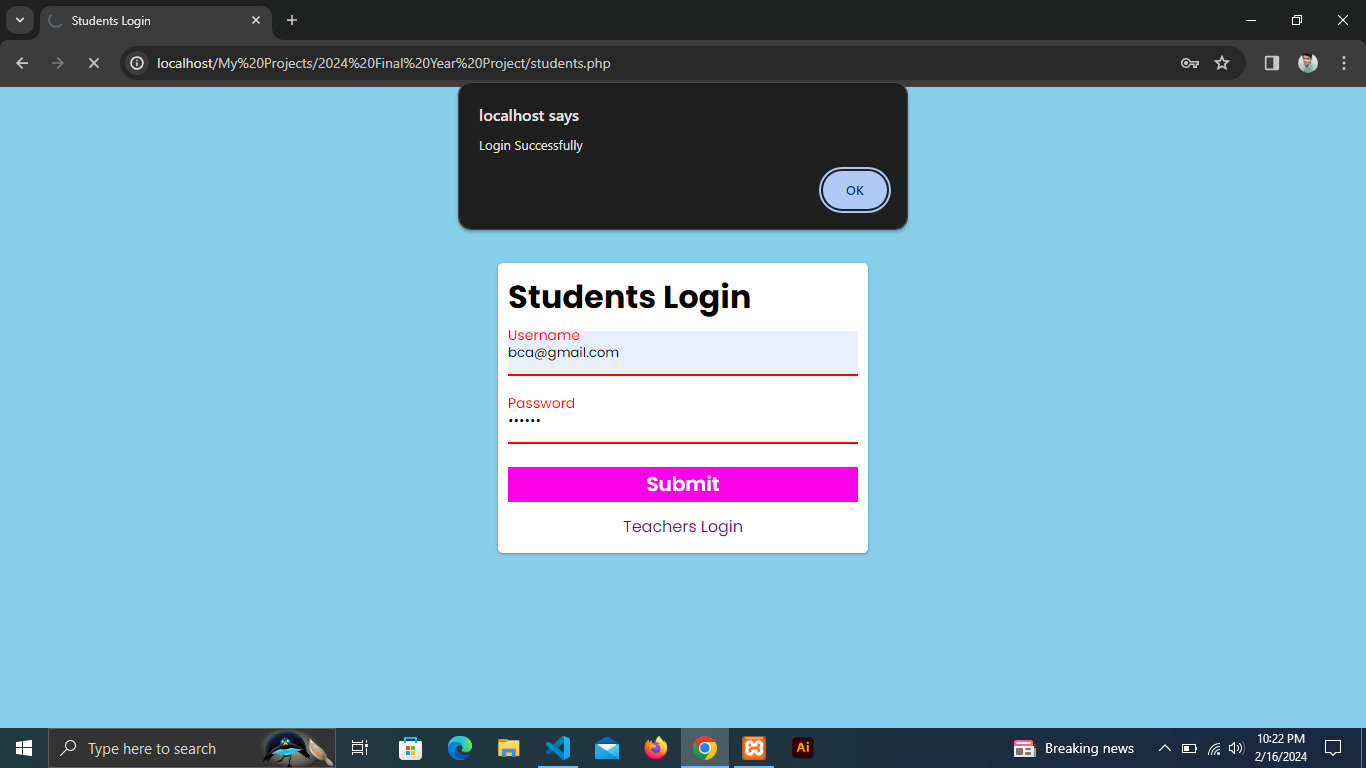 Students Login
localhost/My%20Projects/2024%20Final%20Year%20Project/students.php
localhost says
Login Successfully
OK
Students Login
Username
bca@gmail.com
Password
••••••
Submit
Teachers Login
Type here to search
Ai
Breaking news
10:22 PM
2/16/2024